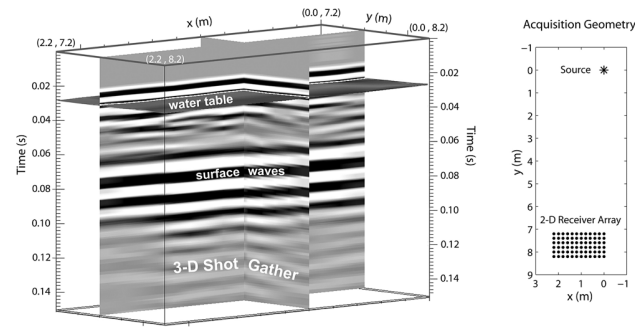 x (m)
y (m)
(0.0, 7.2)
(0.0, 8.2)
(2.2, 7.2)
(2.2, 8.2)
Time (s)
0.02
0.04
0.06
0.08
0.10
0.12
0.14
water table
surface waves
3-D Shot Gather
0.02
0.04
0.06
0.08
0.10
0.12
0.14
Time (s)
Acquisition Geometry
-1
0
1
2
3
4
5
6
7
8
9
y (m)
Source
2-D Receiver Array
3 2 1 0 -1
x (m)